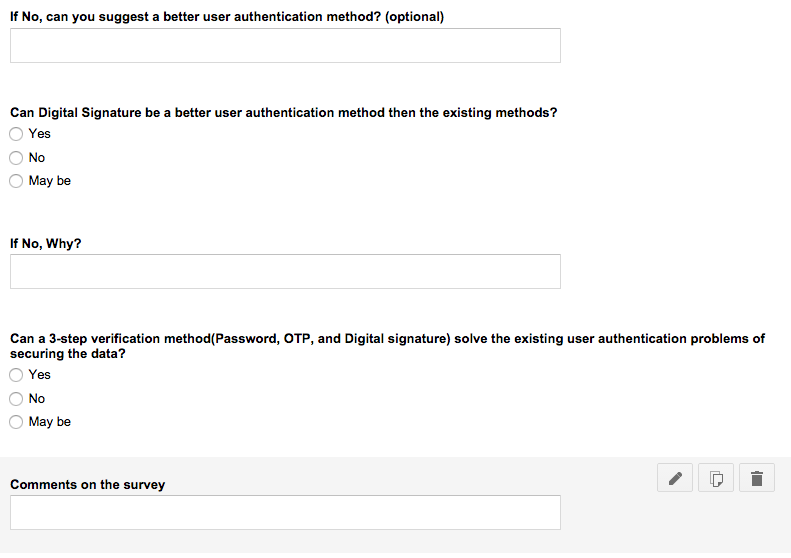 If No, can you suggest a better user authentication method? (optional)
Can Digital Signature be a better user authentication method then the existing methods?
Yes
No
May be
If No, Why?
Can a 3-step verification method(Password, OTP, and Digital signature) solve the existing user authentication problems of
securing the data?
Yes
No
May be
Comments on the survey